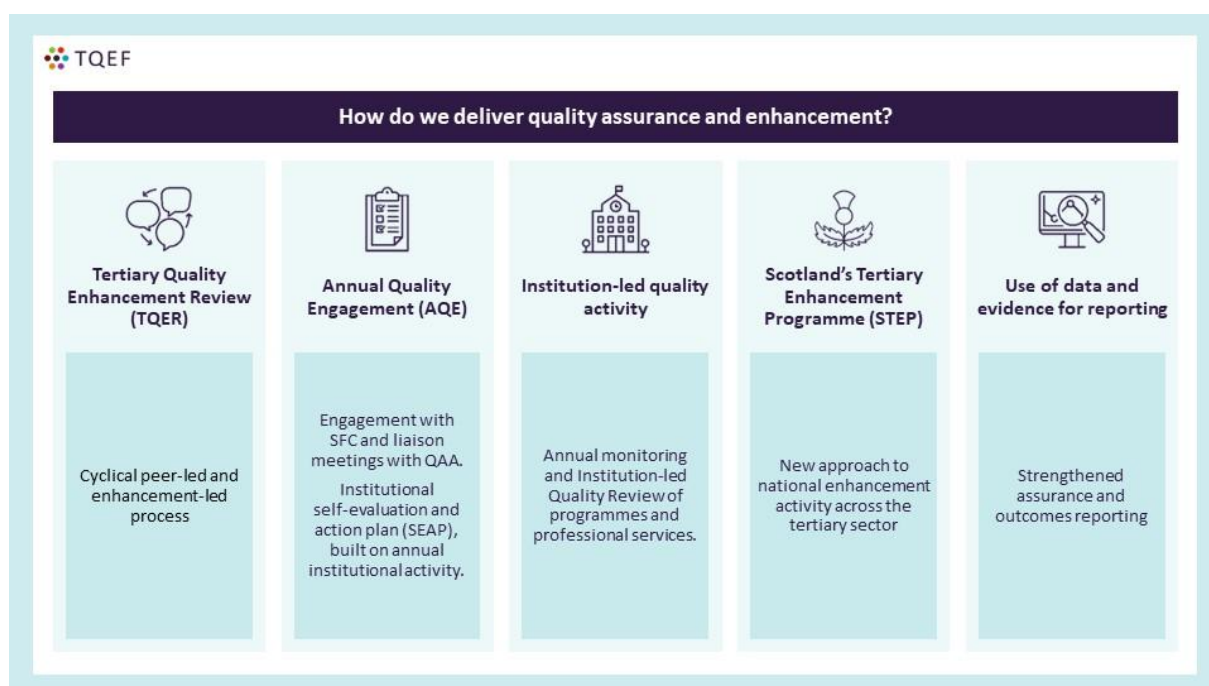 TQEF
How do we deliver quality assurance and enhancement?
Tertiary Quality
Enhancement Review
(TQER)
Cyclical peer-led and
enhancement-led
process
Annual Quality
Engagement (AQE)
Engagement with
SFC and liaison
meetings with QAA.
Institutional
self-evaluation and
action plan (SEAP),
built on annual
institutional activity.
Institution-led quality
activity
Annual monitoring
and Institution-led
Quality Review of
programmes and
professional services.
Scotland's Tertiary
Enhancement
Programme (STEP)
New approach to
national enhancement
activity across the
tertiary sector
Use of data and
evidence for reporting
Strengthened
assurance and
outcomes reporting